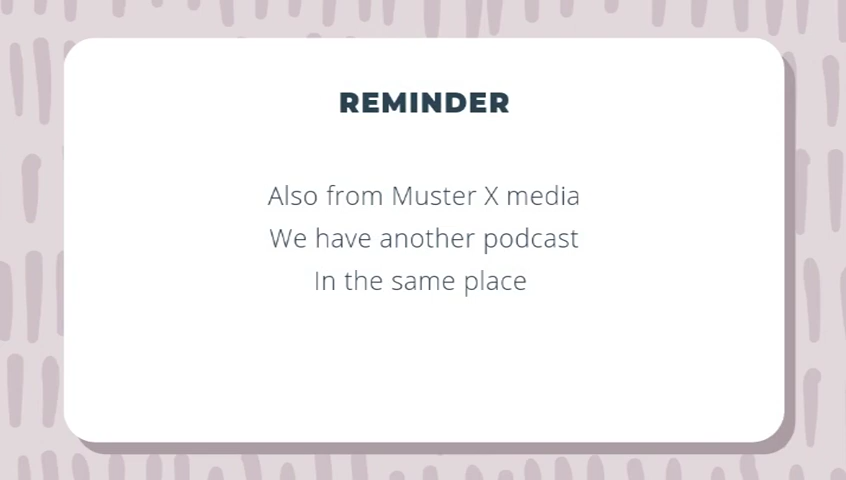 REMINDER
Also from Muster X media
We have another podcast
In the same place